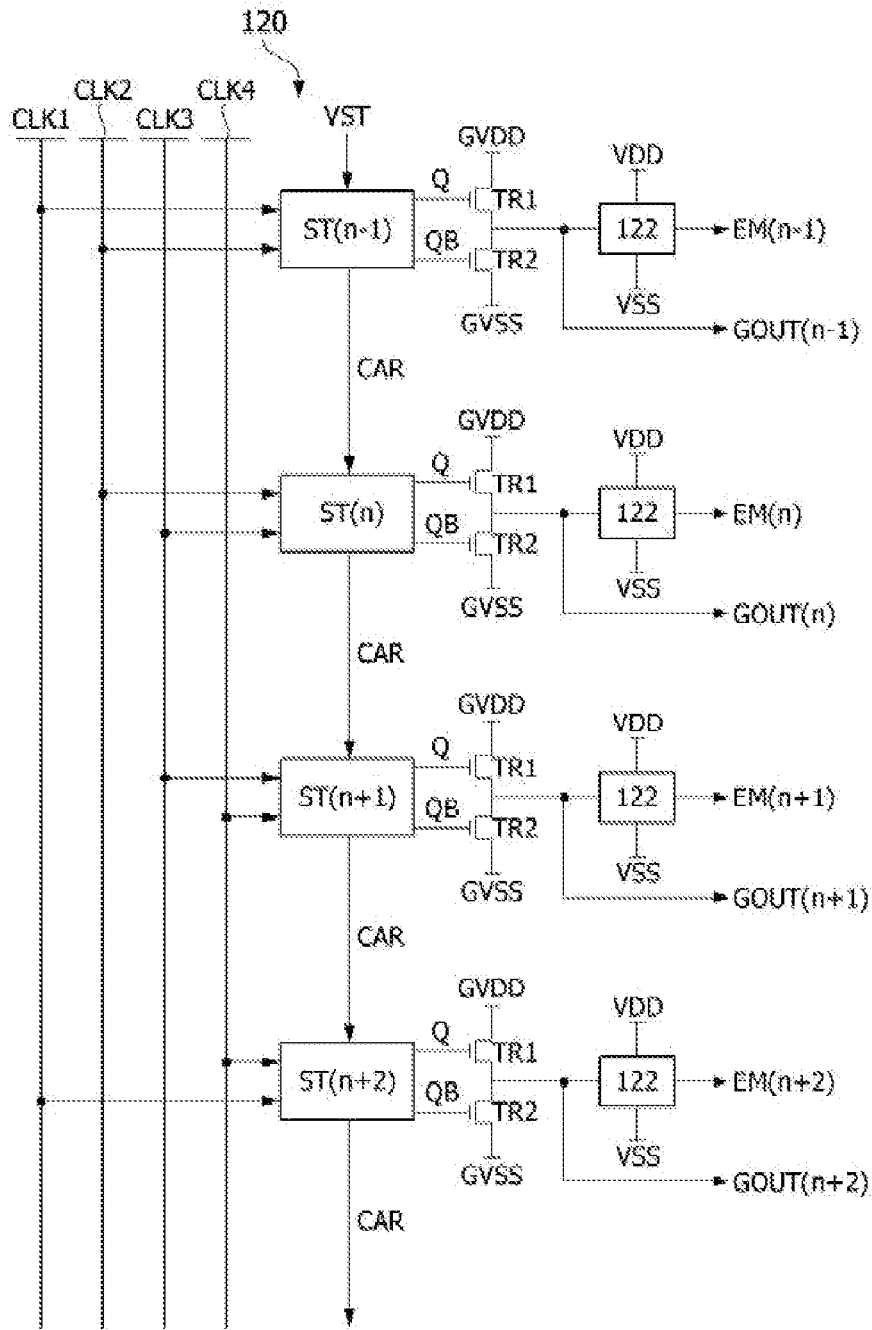 120
CLK1
CLK2
CLK3
CLK4
VST
GVDD
VDD
Q
TR1
ST(n-1)
122
EM(n-1)
QB
TR2
VSS
GVSS
GOUT(n-1)
CAR
GVDD
VDD
Q
TR1
ST(n)
122
EM(n)
QB
TR2
VSS
GVSS
GOUT(n)
CAR
GVDD
VDD
Q
TR1
ST(n+1)
122
EM(n+1)
QB
TR2
VSS
GVSS
GOUT(n+1)
CAR
GVDD
VDD
Q
TR1
ST(n+2)
122
EM(n+2)
QB
TR2
VSS
GVSS
GOUT(n+2)
CAR